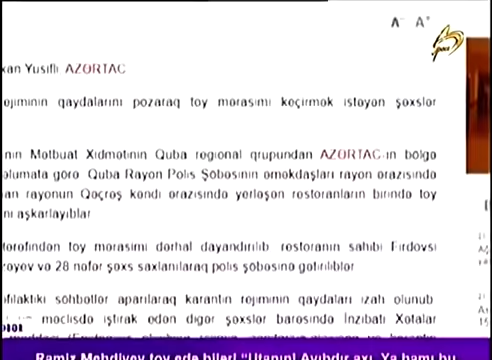 A⁻ A⁺
Space
kan Yusifli AZƏRTAC
rejiminin qaydalarını pozaraq toy mərasimi keçirmək istəyən şəxslər
nin Mətbuat Xidmətinin Quba regional qrupundan AZƏRTAC-ın bölgə
əlumata görə Quba Rayon Polis Şöbəsinin əməkdaşları rayon ərazisində
an rayonun Qəçrəş kəndi ərazisində yerləşən restoranların birində toy
nı aşkarlayıblar
tərəfindən toy mərasimi dərhal dayandırılıb restoranın sahibi Firdovsi
royev və 28 nəfər şəxs saxlanılaraq polis şöbəsinə gətiriliblər
ofilaktiki söhbətlər aparılaraq karantin rejiminin qaydaları izah olunub
məclisdə iştirak edən digər şəxslər barəsində İnzibati Xətalar
Ramiz Mehdiyev toy edə bilər! "Utanın! Ayıbdır axı. Ya hamı bu